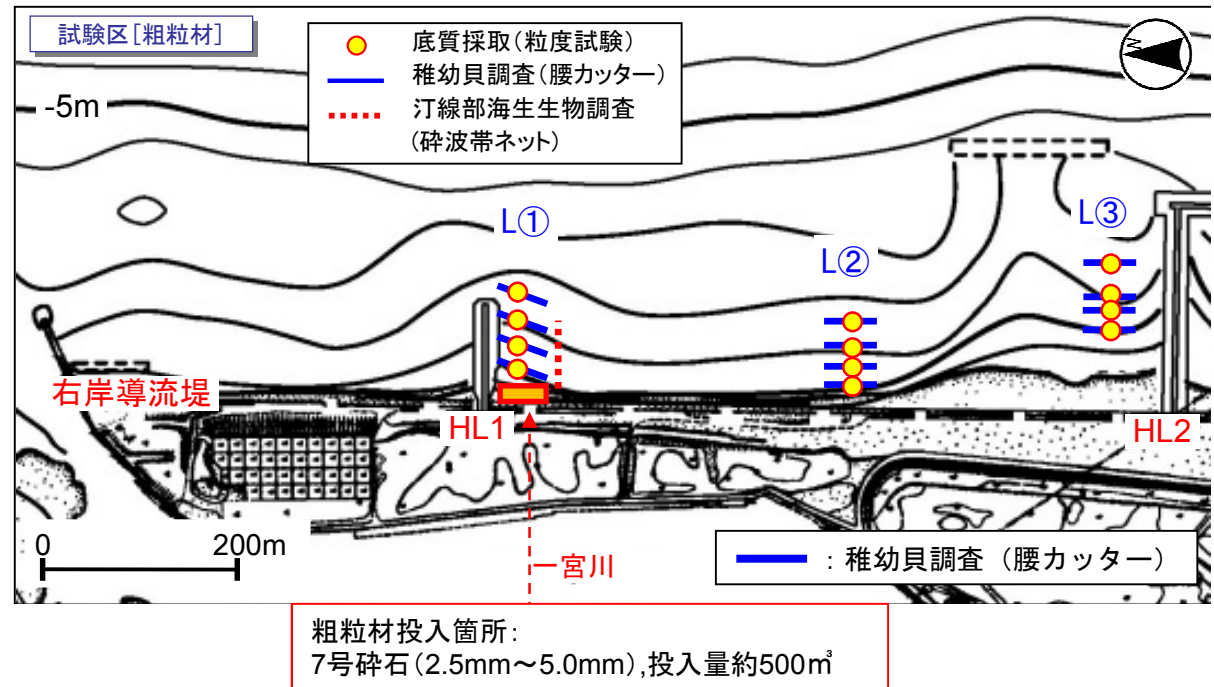 試験区[粗粒材]
底質採取(粒度試験)
稚幼貝調査(腰カッター)
汀線部海生生物調査
(砕波帯ネット)
N
-5m
L①
L②
L③
右岸導流堤
HL1
HL2
0 200m
一宮川
：稚幼貝調査（腰カッター）
粗粒材投入箇所：
7号砕石(2.5mm～5.0mm),投入量約500㎥